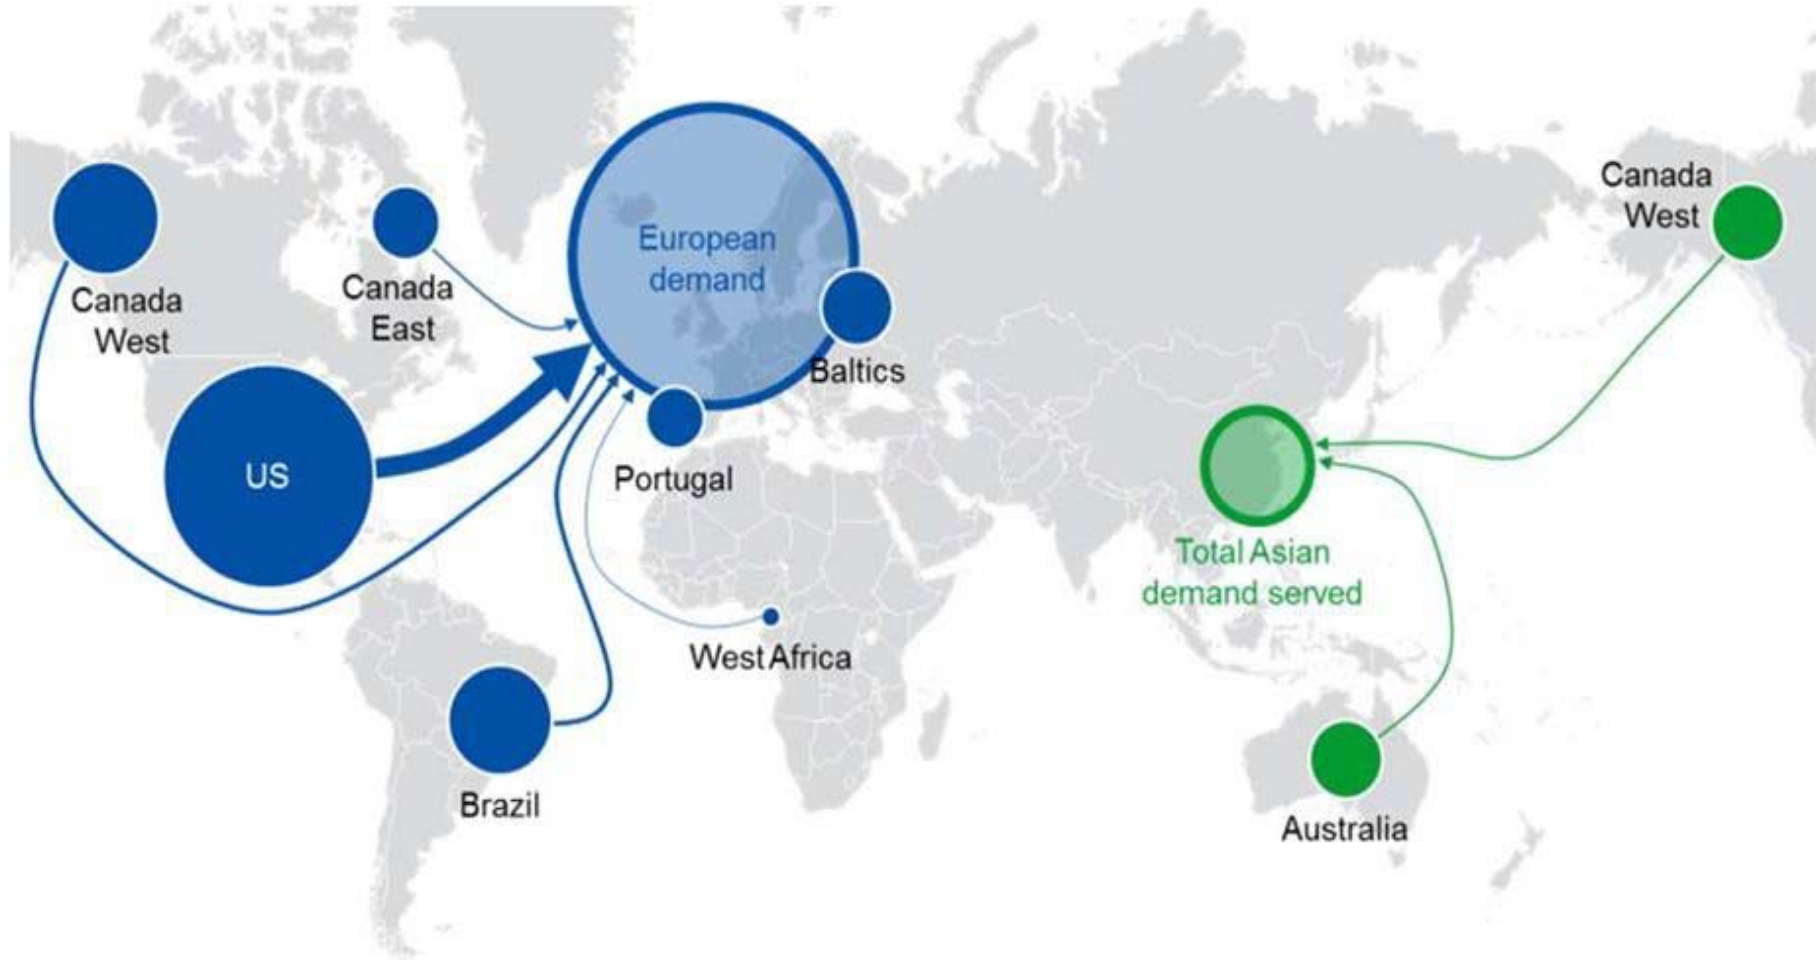 Canada
West
Canada
East
European
demand
Baltics
US
Portugal
West Africa
Brazil
Canada
West
Total Asian
demand served
Australia